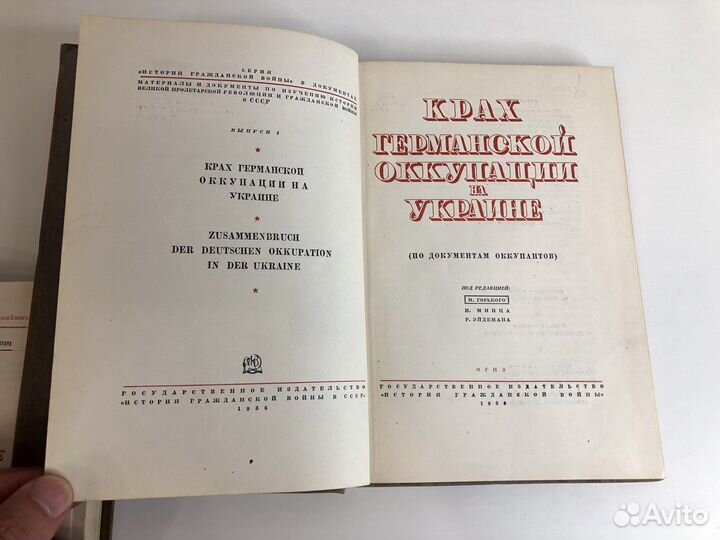 СЕРИЯ
"ИСТОРИЯ ГРАЖДАНСКОЙ ВОЙНЫ" В ДОКУМЕНТАХ
МАТЕРИАЛЫ И ДОКУМЕНТЫ ПО ИЗУЧЕНИЮ ИСТОРИИ
ВЕЛИКОЙ ПРОЛЕТАРСКОЙ РЕВОЛЮЦИИ И ГРАЖДАНСКОЙ ВОЙНЫ
В СССР
ВЫПУСК I
КРАХ ГЕРМАНСКОЙ
ОККУПАЦИИ НА
УКРАИНЕ
ZUSAMMENBRUCH
DER DEUTSCHEN OKKUPATION
IN DER UKRAINE
ГОСУДАРСТВЕННОЕ ИЗДАТЕЛЬСТВО
"ИСТОРИЯ ГРАЖДАНСКОЙ ВОЙНЫ В СССР"
1936
КРАХ
ГЕРМАНСКОЙ
ОККУПАЦИИ
НА
УКРАИНЕ
(ПО ДОКУМЕНТАМ ОККУПАНТОВ)
ПОД РЕДАКЦИЕЙ:
М. ГОРЬКОГО
И. МИНЦА
Р. ЭЙДЕМАНА
ОГИЗ
ГОСУДАРСТВЕННОЕ ИЗДАТЕЛЬСТВО
"ИСТОРИЯ ГРАЖДАНСКОЙ ВОЙНЫ"
1936
Avito